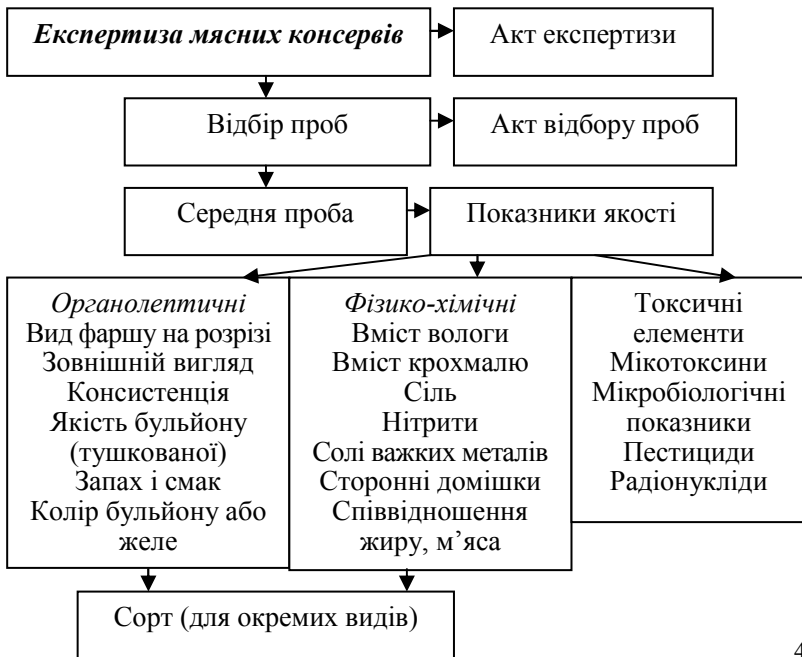 Експертиза мясних консервів
Акт експертизи
Відбір проб
Акт відбору проб
Середня проба
Показники якості
Органолептичні
Вид фаршу на розрізі
Зовнішній вигляд
Консистенція
Якість бульйону
(тушкованої)
Запах і смак
Колір бульйону або
желе
Фізико-хімічні
Вміст вологи
Вміст крохмалю
Сіль
Нітрити
Солі важких металів
Сторонні домішки
Співвідношення
жиру, м’яса
Токсичні
елементи
Мікотоксини
Мікробіологічні
показники
Пестициди
Радіонукліди
Сорт (для окремих видів)
4